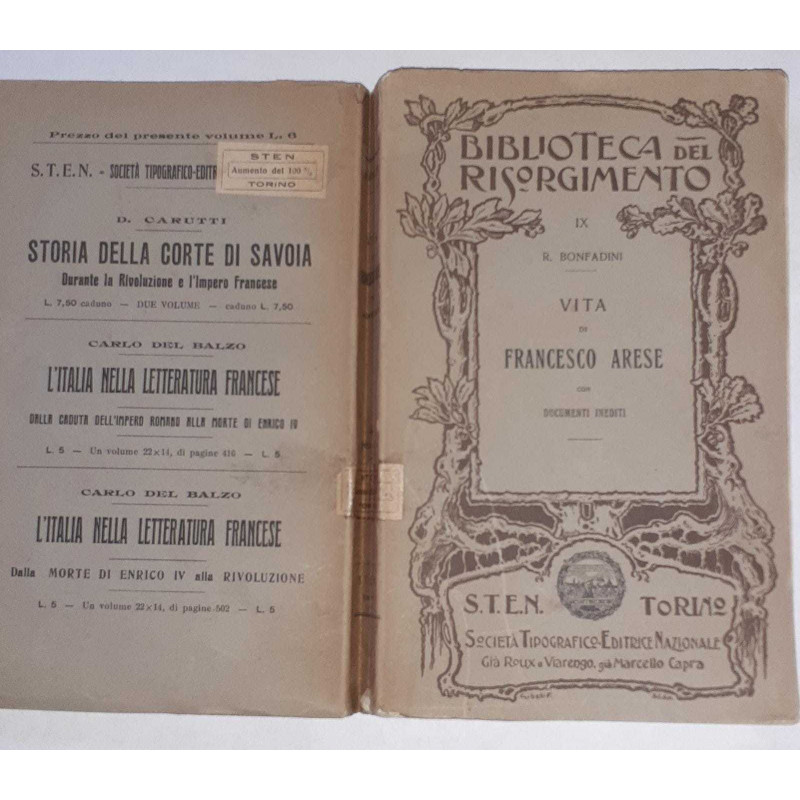 Prezzo del presente volume L. 6
S.T.E.N. - SOCIETÀ TIPOGRAFICO-EDITR
STEN
Aumento del 100 %
TORINO
D. CARUTTI
STORIA DELLA CORTE DI SAVOIA
Durante la Rivoluzione e l'Impero Francese
L. 7,50 caduno — DUE VOLUME — caduno L. 7,50
CARLO DEL BALZO
L'ITALIA NELLA LETTERATURA FRANCESE
DALLA CADUTA DELL'IMPERO ROMANO ALLA MORTE DI ENRICO IV
L. 5 — Un volume 22×14, di pagine 416 — L. 5
CARLO DEL BALZO
L'ITALIA NELLA LETTERATURA FRANCESE
Dalla MORTE DI ENRICO IV alla RIVOLUZIONE
L. 5 — Un volume 22×14, di pagine 502 — L. 5
BIBLIOTECA DEL
RISORGIMENTO
IX
R. BONFADINI
VITA
DI
FRANCESCO ARESE
CON
DOCUMENTI INEDITI
S.T.E.N. TORINO
SOCIETÀ TIPOGRAFICO-EDITRICE NAZIONALE
Già Roux e Viarengo, già Marcello Capra